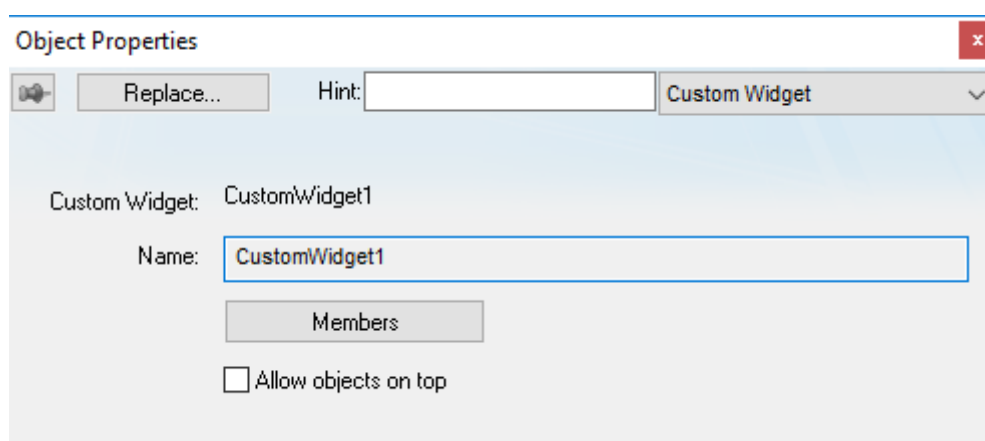 Object Properties
x
Replace... Hint: Custom Widget
Custom Widget: CustomWidget1
Name: CustomWidget1
Members
Allow objects on top